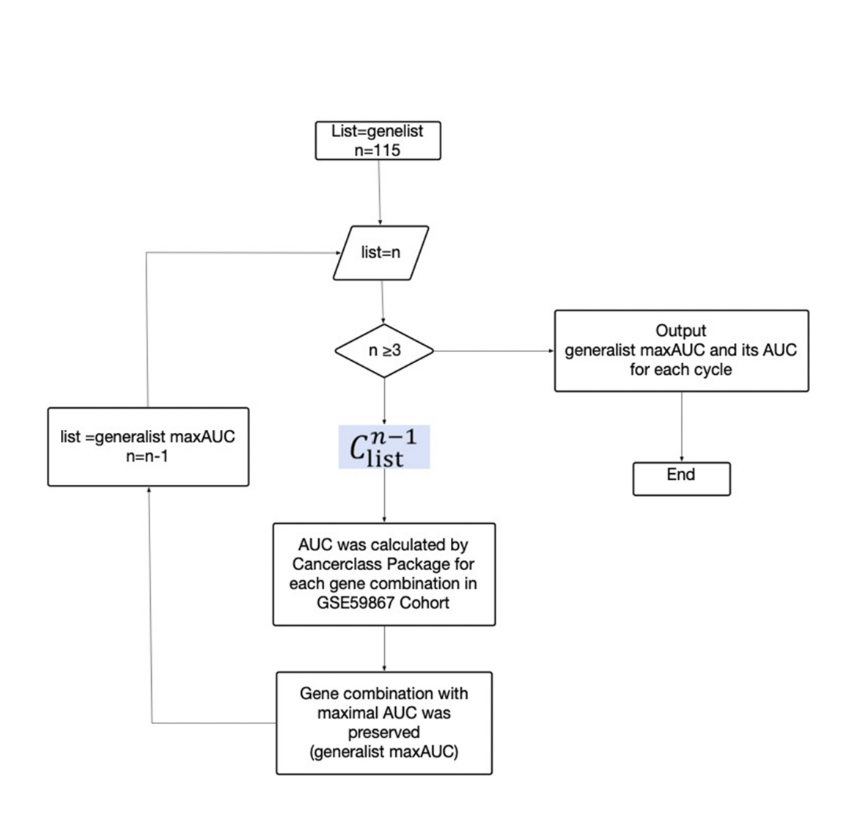 List=genelist
n=115
list=n
n ≥3
Output
generalist maxAUC and its AUC
for each cycle
list =generalist maxAUC
n=n-1
C
n−1
list
End
AUC was calculated by
Cancerclass Package for
each gene combination in
GSE59867 Cohort
Gene combination with
maximal AUC was
preserved
(generalist maxAUC)